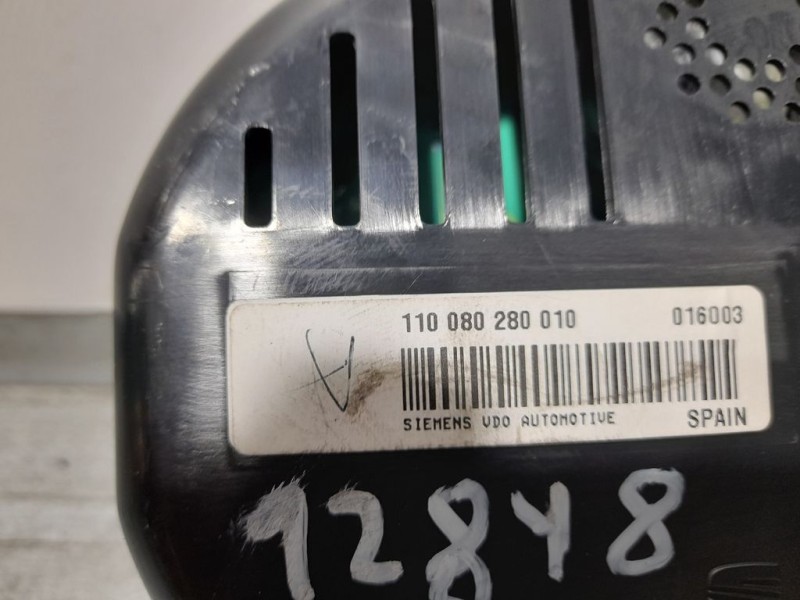 110 080 280 010 016003
SIEMENS VDO AUTOMOTIVE SPAIN
12848